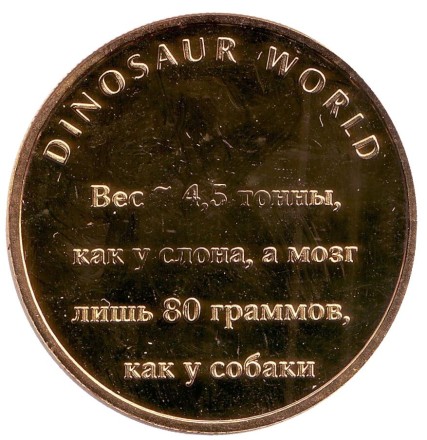 DINOSAUR WORLD
Вес ~ 4,5 тонны,
как у слона, а мозг
лишь 80 граммов,
как у собаки